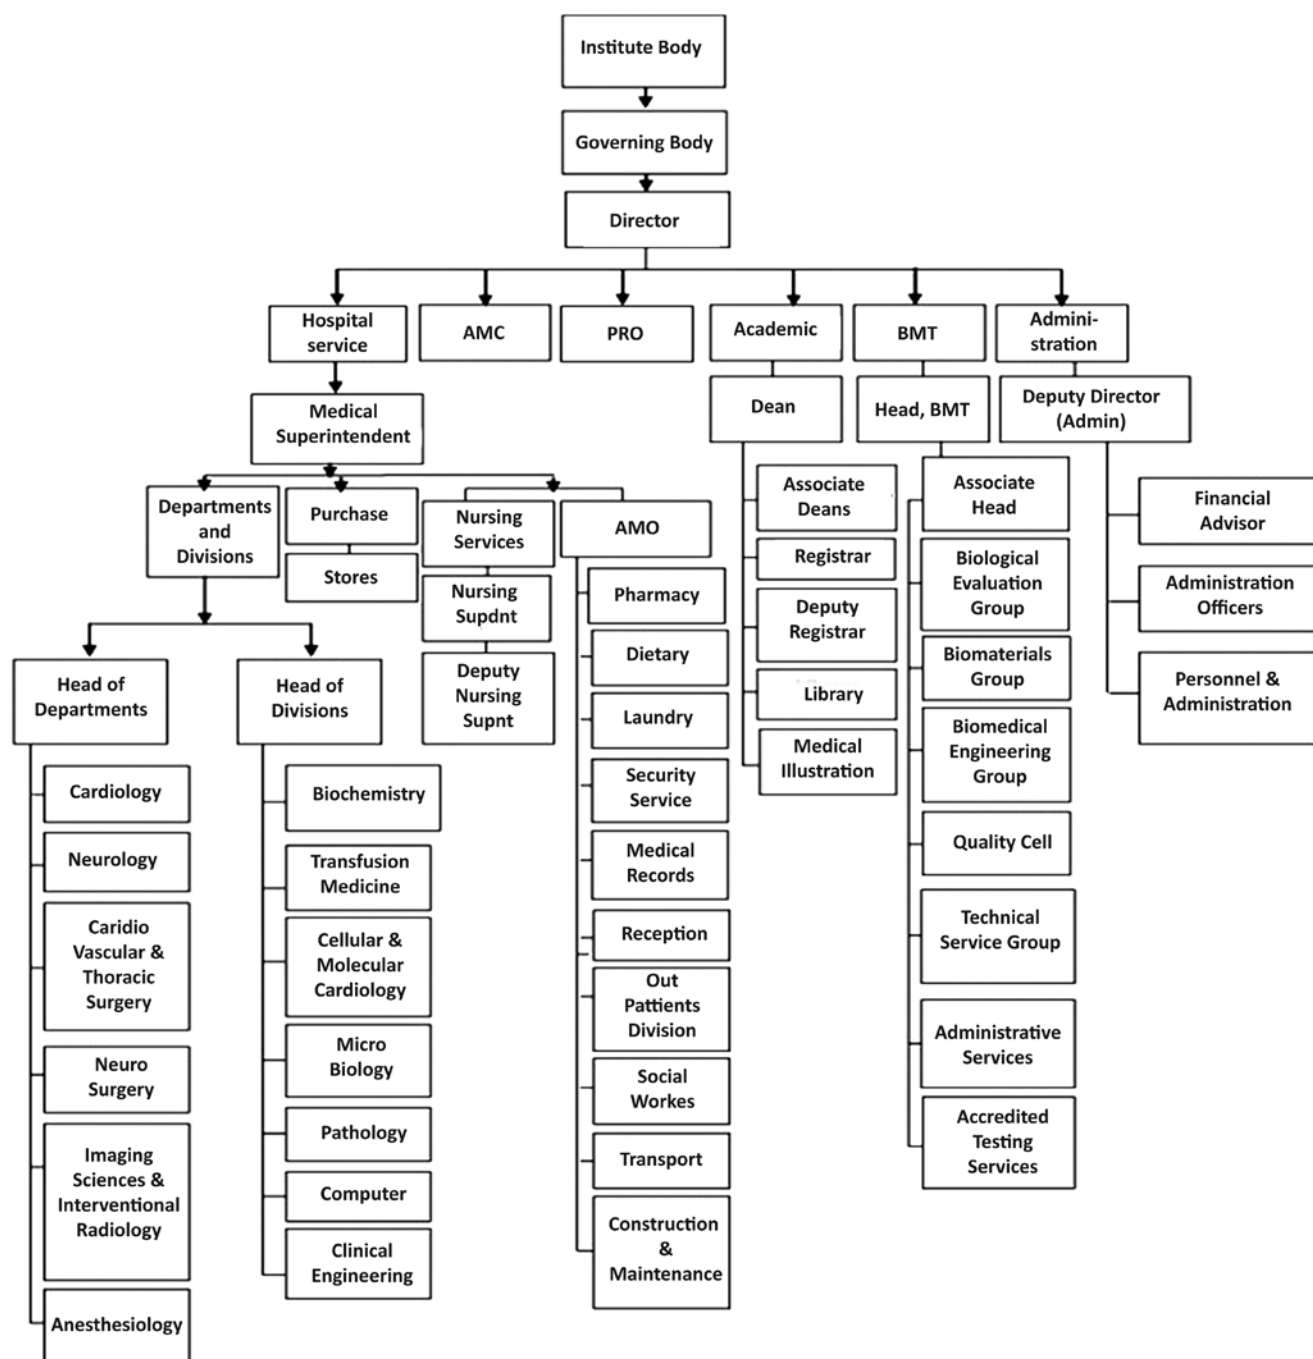 Institute Body
Governing Body
Director
Hospital
service
AMC
PRO
Academic
BMT
Admini-
stration
Medical
Superintendent
Dean
Head, BMT
Deputy Director
(Admin)
Departments
and
Divisions
Purchase
Stores
Nursing
Services
Nursing
Supdnt
Deputy
Nursing
Supnt
AMO
Head of
Departments
Cardiology
Neurology
Caridio
Vascular &
Thoracic
Surgery
Neuro
Surgery
Imaging
Sciences &
Interventional
Radiology
Anesthesiology
Head of
Divisions
Biochemistry
Transfusion
Medicine
Cellular &
Molecular
Cardiology
Micro
Biology
Pathology
Computer
Clinical
Engineering
Pharmacy
Dietary
Laundry
Security
Service
Medical
Records
Reception
Out
Pattients
Division
Social
Workes
Transport
Construction
&
Maintenance
Associate
Deans
Registrar
Deputy
Registrar
Library
Medical
Illustration
Associate
Head
Biological
Evaluation
Group
Biomaterials
Group
Biomedical
Engineering
Group
Quality Cell
Technical
Service Group
Administrative
Services
Accredited
Testing
Services
Financial
Advisor
Administration
Officers
Personnel &
Administration